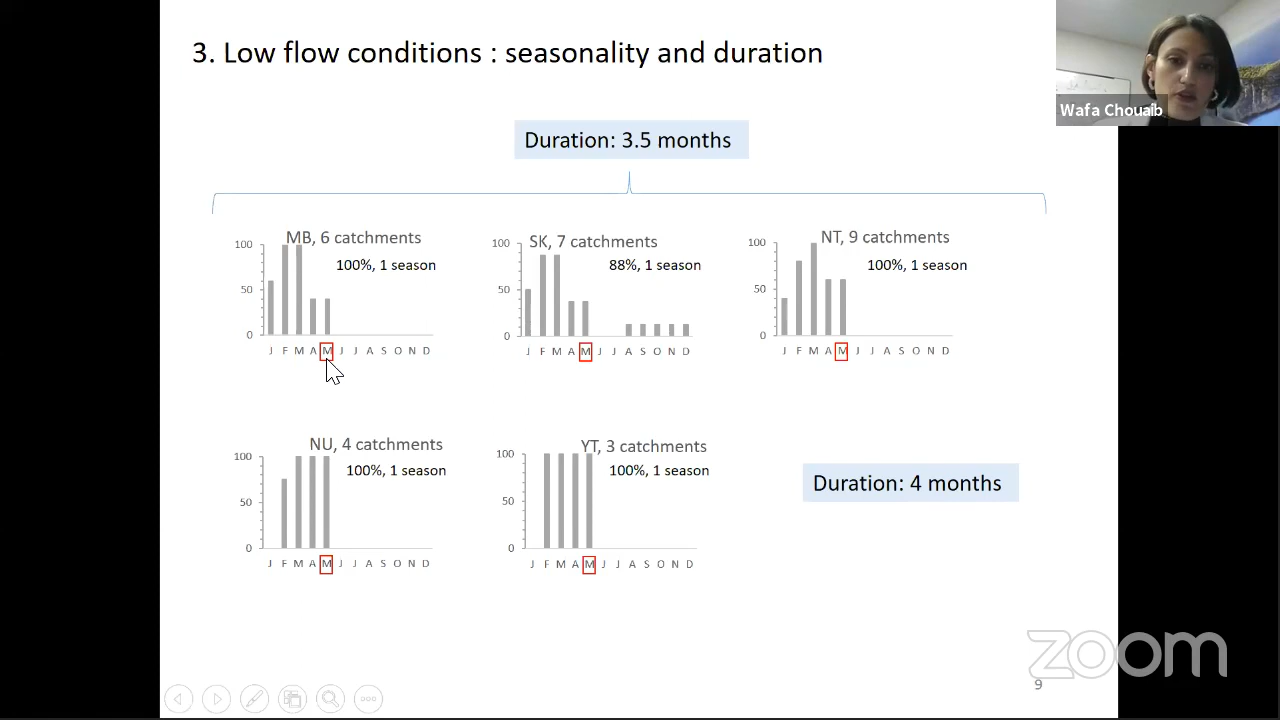 3. Low flow conditions : seasonality and duration
Wafa Chouaib
Duration: 3.5 months
MB, 6 catchments
100%, 1 season
100
50
0
J F M A M J J A S O N D
SK, 7 catchments
88%, 1 season
100
50
0
J F M A M J J A S O N D
NT, 9 catchments
100%, 1 season
100
50
0
J F M A M J J A S O N D
NU, 4 catchments
100%, 1 season
100
50
0
J F M A M J J A S O N D
YT, 3 catchments
100%, 1 season
100
50
0
J F M A M J J A S O N D
Duration: 4 months
zoom
9